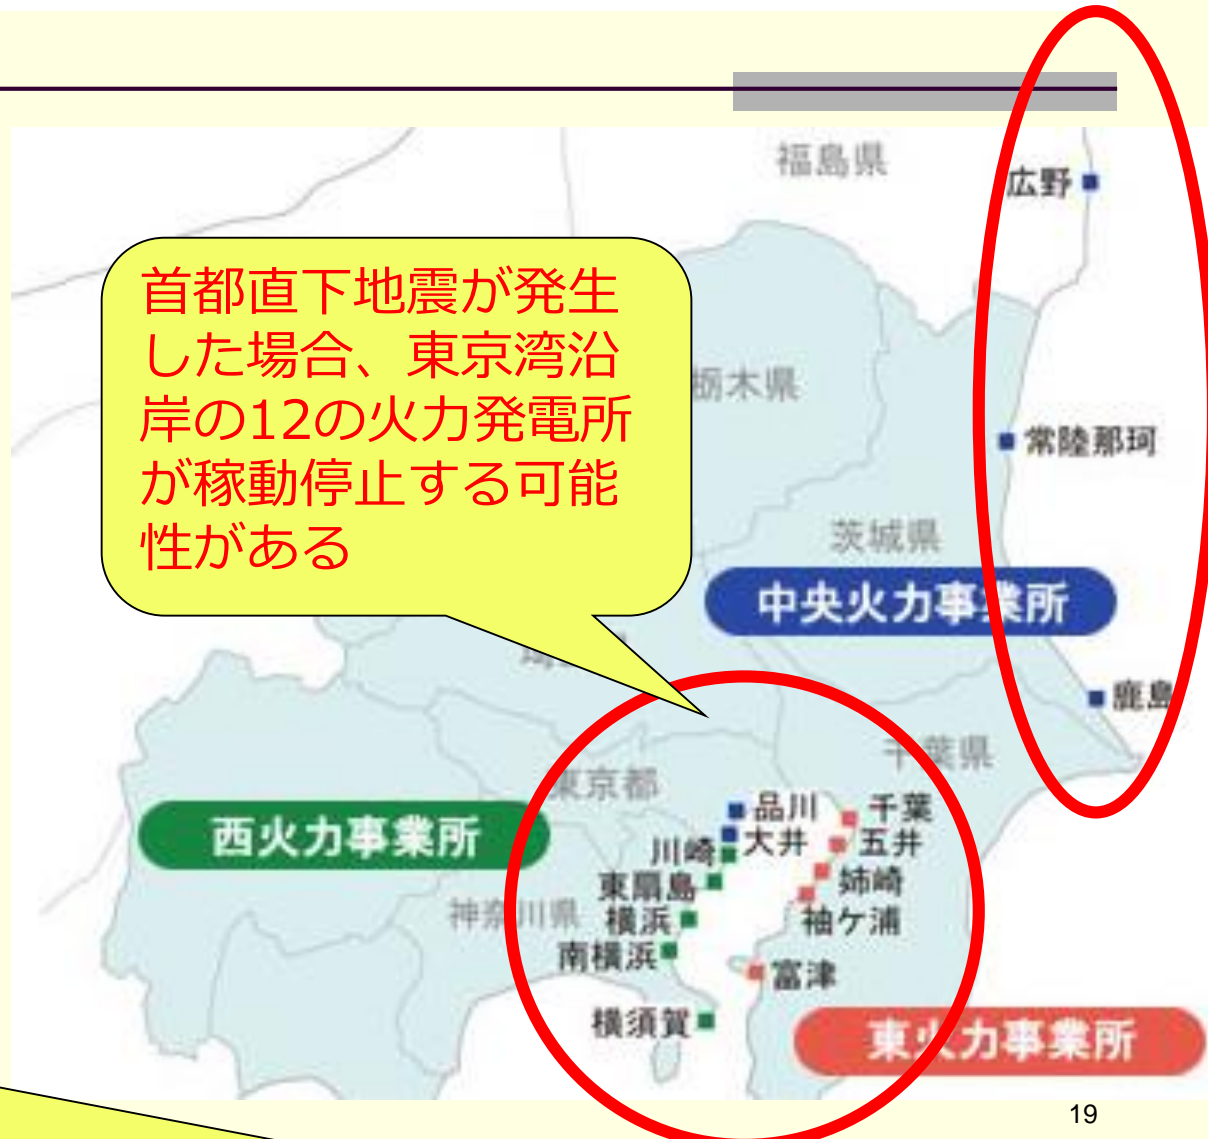 福島県
広野
首都直下地震が発生
した場合、東京湾沿
岸の12の火力発電所
が稼動停止する可能
性がある
栃木県
常陸那珂
茨城県
中央火力事業所
鹿島
千葉県
東京都
西火力事業所
品川
千葉
大井
五井
川崎
東扇島
姉崎
神奈川県
横浜
袖ケ浦
南横浜
富津
横須賀
東火力事業所
19